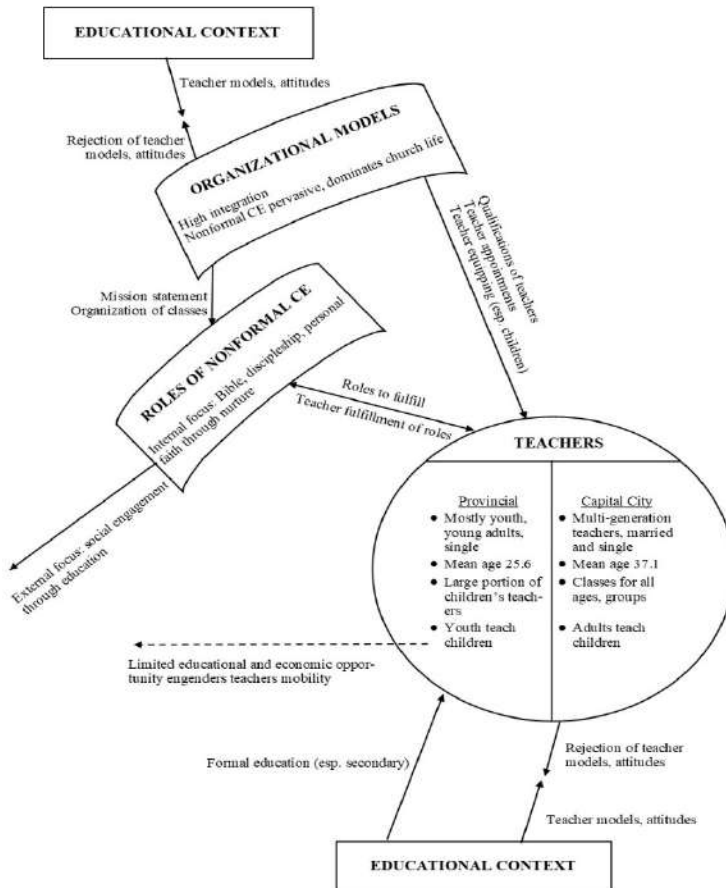 EDUCATIONAL CONTEXT
Teacher models, attitudes
Rejection of teacher
models, attitudes
ORGANIZATIONAL MODELS
High integration
Nonformal CE pervasive, dominates church life
Qualifications of teachers
Teacher appointments
Teacher equipping (esp. children)
Mission statement
Organization of classes
ROLES OF NONFORMAL CE
Internal focus: Bible, discipleship, personal
faith through nurture
Roles to fulfill
Teacher fulfillment of roles
External focus: social engagement
through education
TEACHERS
Provincial
• Mostly youth,
young adults,
single
• Mean age 25.6
• Large portion of
children's teach-
ers
• Youth teach
children
Capital City
• Multi-generation
teachers, married
and single
• Mean age 37.1
• Classes for all
ages, groups
• Adults teach
children
Limited educational and economic oppor-
tunity engenders teachers mobility
Formal education (esp. secondary)
Rejection of teacher
models, attitudes
Teacher models, attitudes
EDUCATIONAL CONTEXT